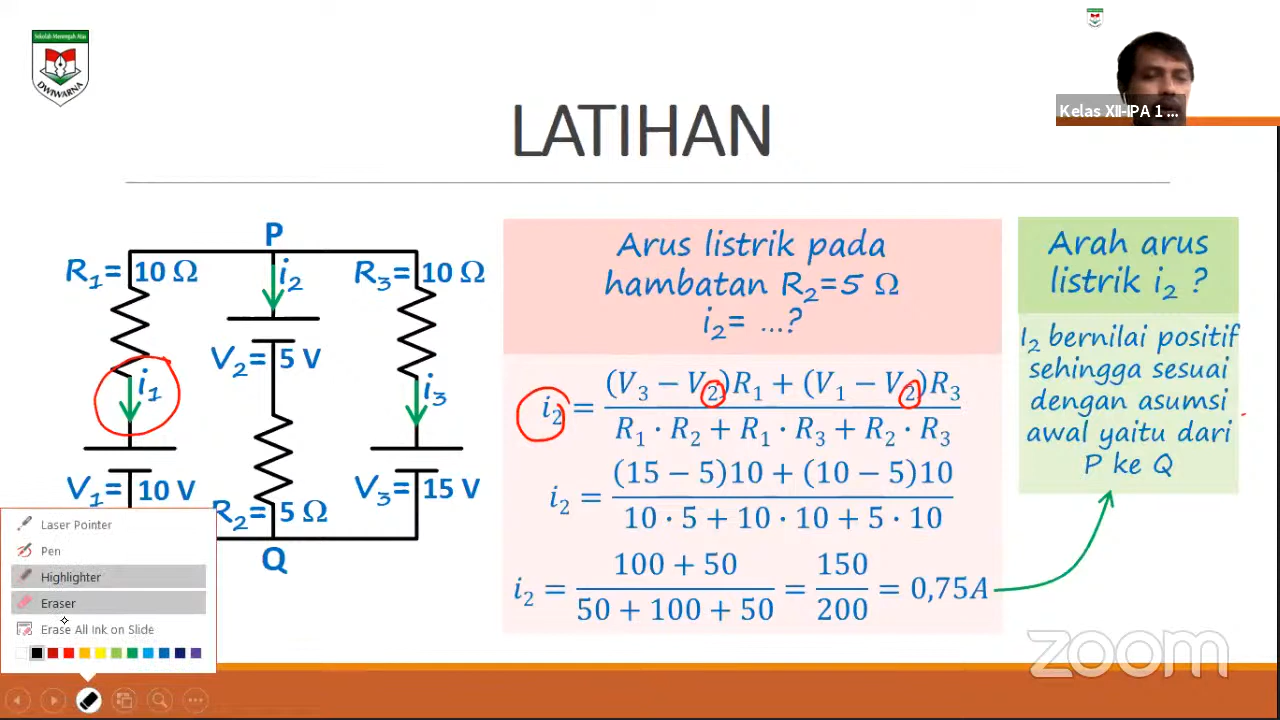 Sekolah Menengah Atas
DWIWARNA
Kelas XII-IPA 1 ...
LATIHAN
P
R₁= 10 Ω
i₂
R₃= 10 Ω
V₂= 5 V
i₁
i₃
V₁= 10 V
V₃= 15 V
R₂= 5 Ω
Q
Arus listrik pada
hambatan R₂=5 Ω
i₂= ...?
i₂ = (V₃ − V₂)R₁ + (V₁ − V₂)R₃ / R₁ · R₂ + R₁ · R₃ + R₂ · R₃
i₂ = (15 − 5)10 + (10 − 5)10 / 10 · 5 + 10 · 10 + 5 · 10
i₂ = 100 + 50 / 50 + 100 + 50 = 150 / 200 = 0,75A
Arah arus
listrik i₂ ?
I₂ bernilai positif
sehingga sesuai
dengan asumsi
awal yaitu dari
P ke Q
Laser Pointer
Pen
Highlighter
Eraser
Erase All Ink on Slide
zoom